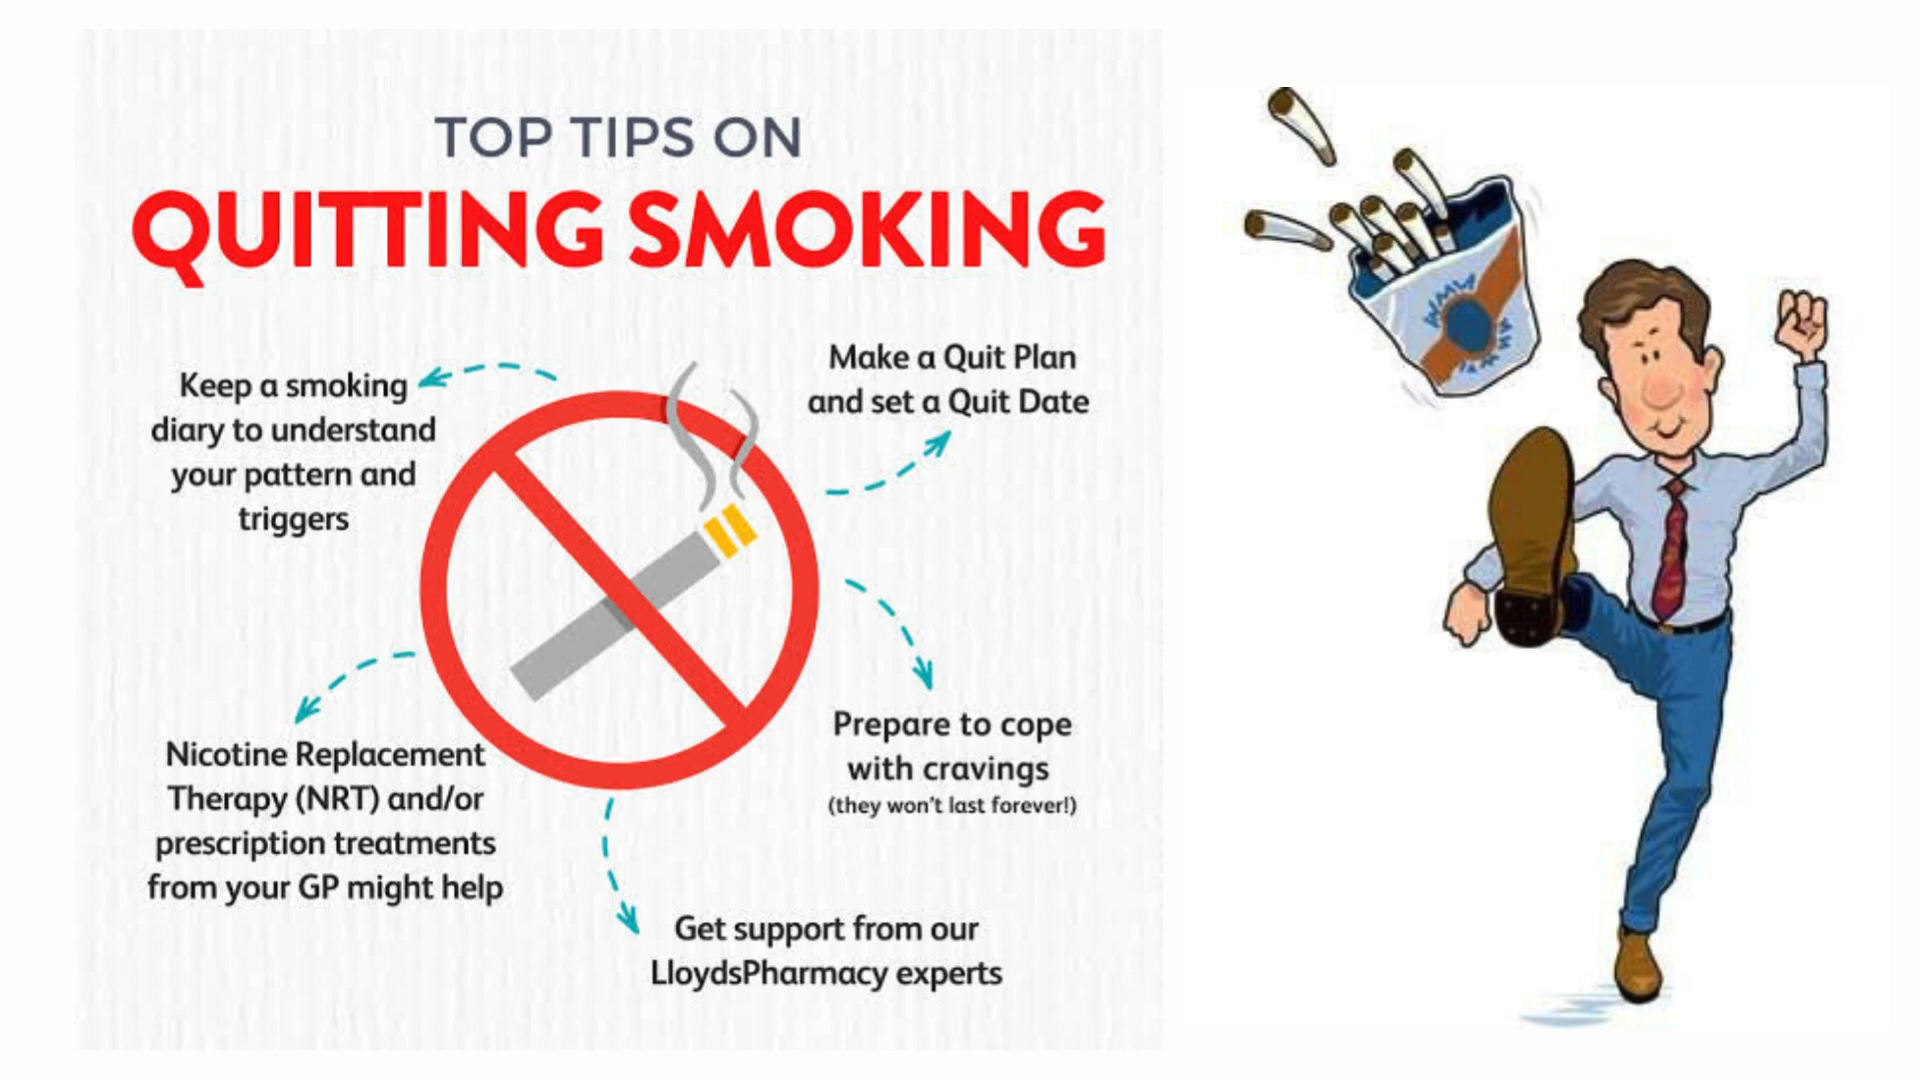 TOP TIPS ON
QUITTING SMOKING
Keep a smoking
diary to understand
your pattern and
triggers
Make a Quit Plan
and set a Quit Date
Prepare to cope
with cravings
(they won't last forever!)
Nicotine Replacement
Therapy (NRT) and/or
prescription treatments
from your GP might help
Get support from our
LloydsPharmacy experts